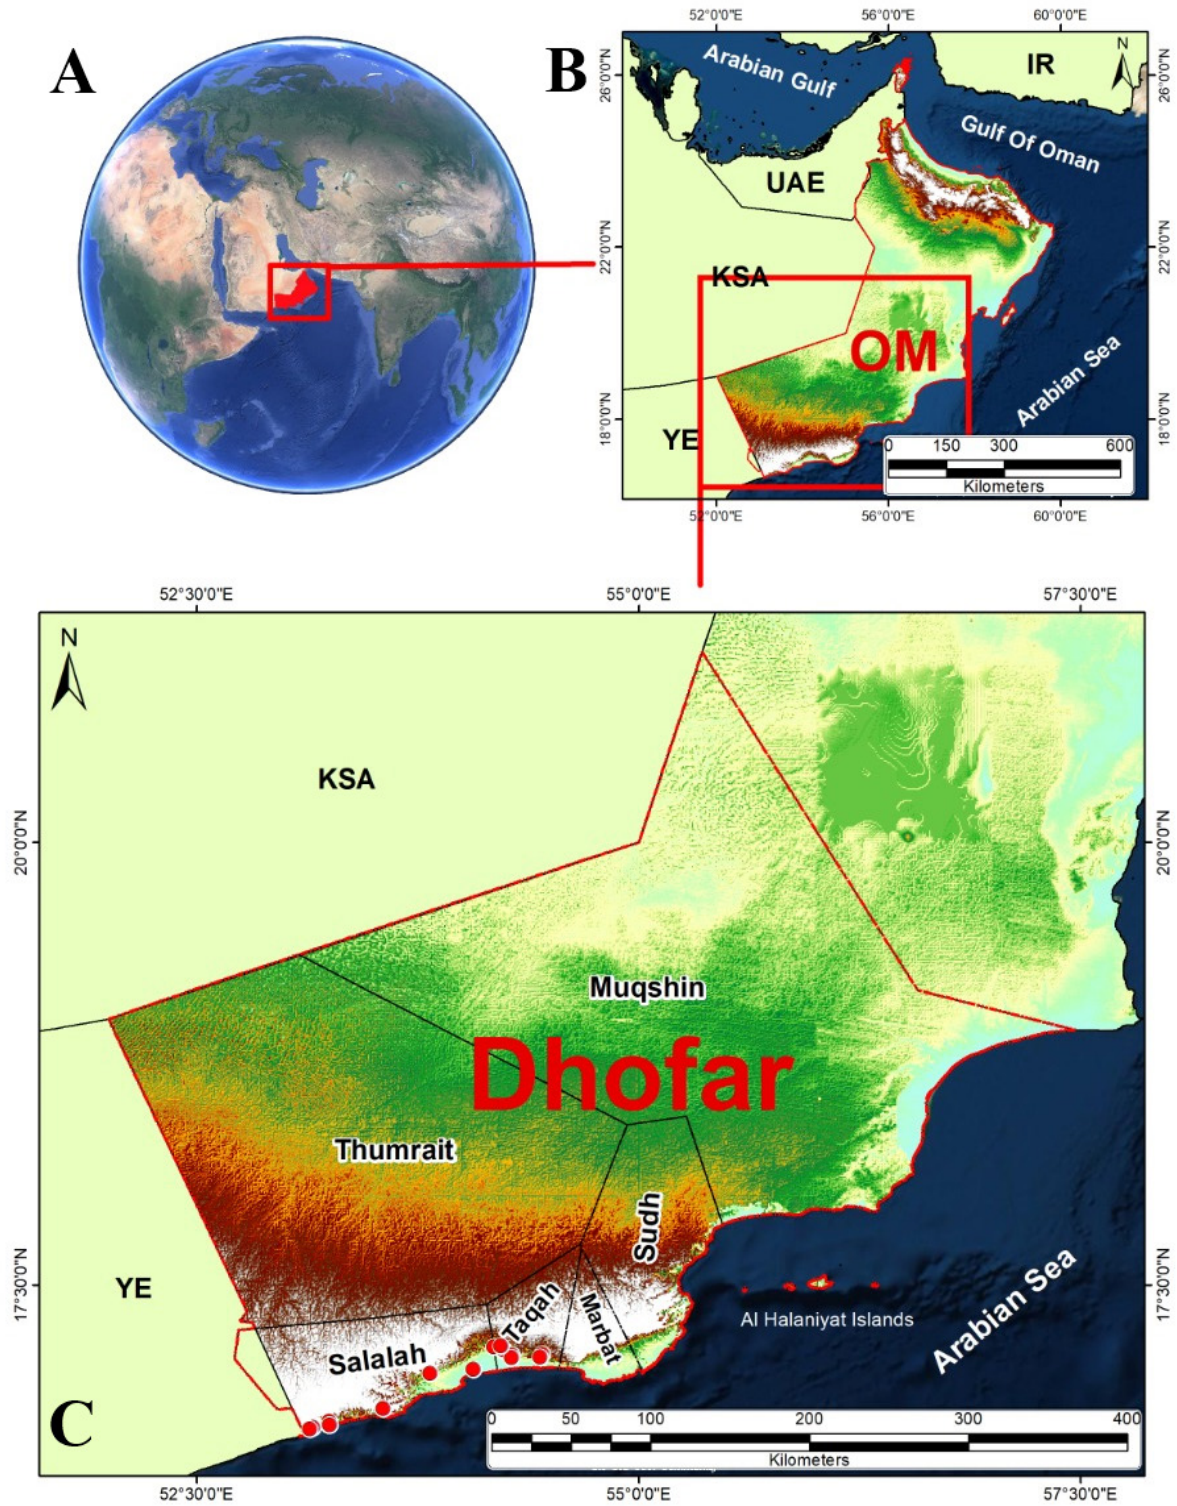 A
B
52°0'0"E
56°0'0"E
60°0'0"E
26°0'0"N
22°0'0"N
18°0'0"N
26°0'0"N
22°0'0"N
18°0'0"N
N
Arabian Gulf
IR
Gulf Of Oman
UAE
KSA
OM
Arabian Sea
YE
0 150 300 600
Kilometers
52°0'0"E
56°0'0"E
60°0'0"E
52°30'0"E
55°0'0"E
57°30'0"E
N
KSA
20°0'0"N
20°0'0"N
Muqshin
Dhofar
Thumrait
Sudh
17°30'0"N
17°30'0"N
YE
Taqah
Marbat
Salalah
Al Halaniyat Islands
Arabian Sea
C
0 50 100 200 300 400
Kilometers
52°30'0"E
55°0'0"E
57°30'0"E